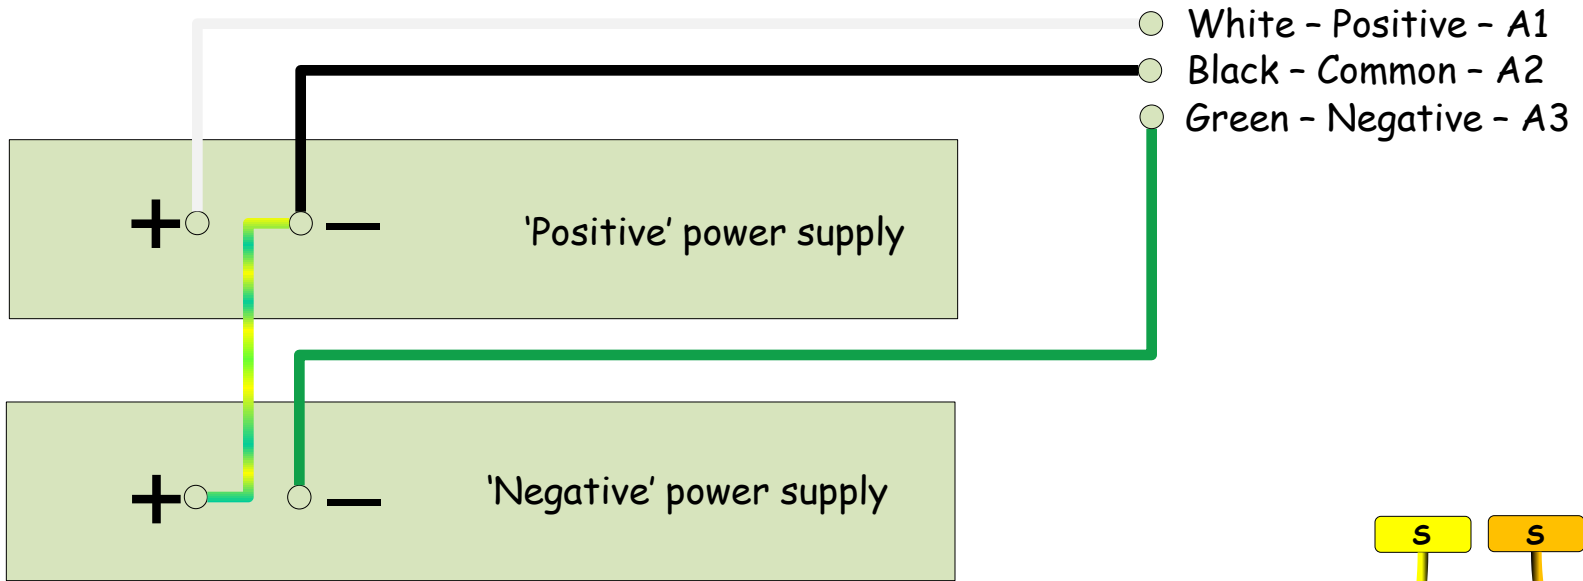 White – Positive – A1
Black – Common – A2
Green – Negative – A3
+ – ‘Positive’ power supply
+ – ‘Negative’ power supply
S S